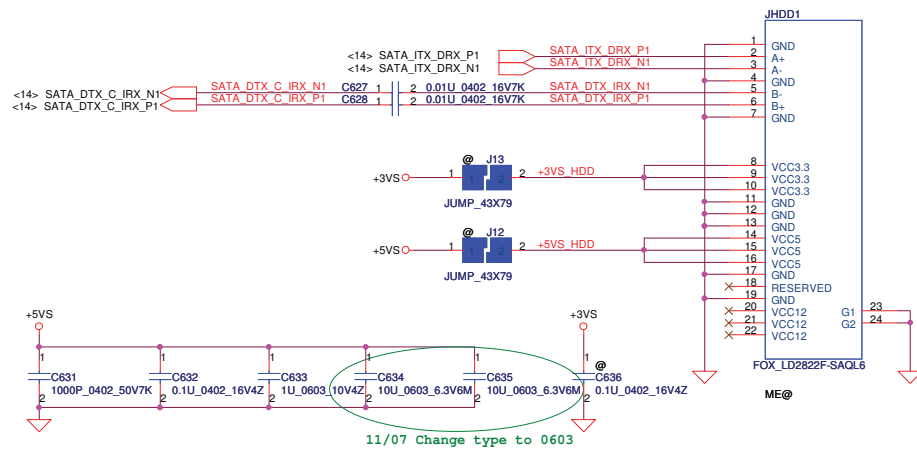 JHDD1
1 GND
<14> SATA_ITX_DRX_P1 SATA_ITX_DRX_P1 2 A+
<14> SATA_ITX_DRX_N1 SATA_ITX_DRX_N1 3 A-
4 GND
<14> SATA_DTX_C_IRX_N1 SATA_DTX_C_IRX_N1 C627 1 2 0.01U_0402_16V7K SATA_DTX_IRX_N1 5 B-
<14> SATA_DTX_C_IRX_P1 SATA_DTX_C_IRX_P1 C628 1 2 0.01U_0402_16V7K SATA_DTX_IRX_P1 6 B+
7 GND
@ J13
8 VCC3.3
+3VS 1 1 2 2 +3VS_HDD 9 VCC3.3
10 VCC3.3
JUMP_43X79
11 GND
12 GND
13 GND
@ J12
14 VCC5
+5VS 1 1 2 2 +5VS_HDD 15 VCC5
16 VCC5
JUMP_43X79
17 GND
18 RESERVED
19 GND
20 VCC12 G1 23
21 VCC12 G2 24
22 VCC12
FOX_LD2822F-SAQL6
ME@
+5VS +3VS
1 1 1 1 1 1 @
C631 C632 C633 C634 C635 C636
1000P_0402_50V7K 0.1U_0402_16V4Z 1U_0603_10V4Z 10U_0603_6.3V6M 10U_0603_6.3V6M 0.1U_0402_16V4Z
2 2 2 2 2 2
11/07 Change type to 0603